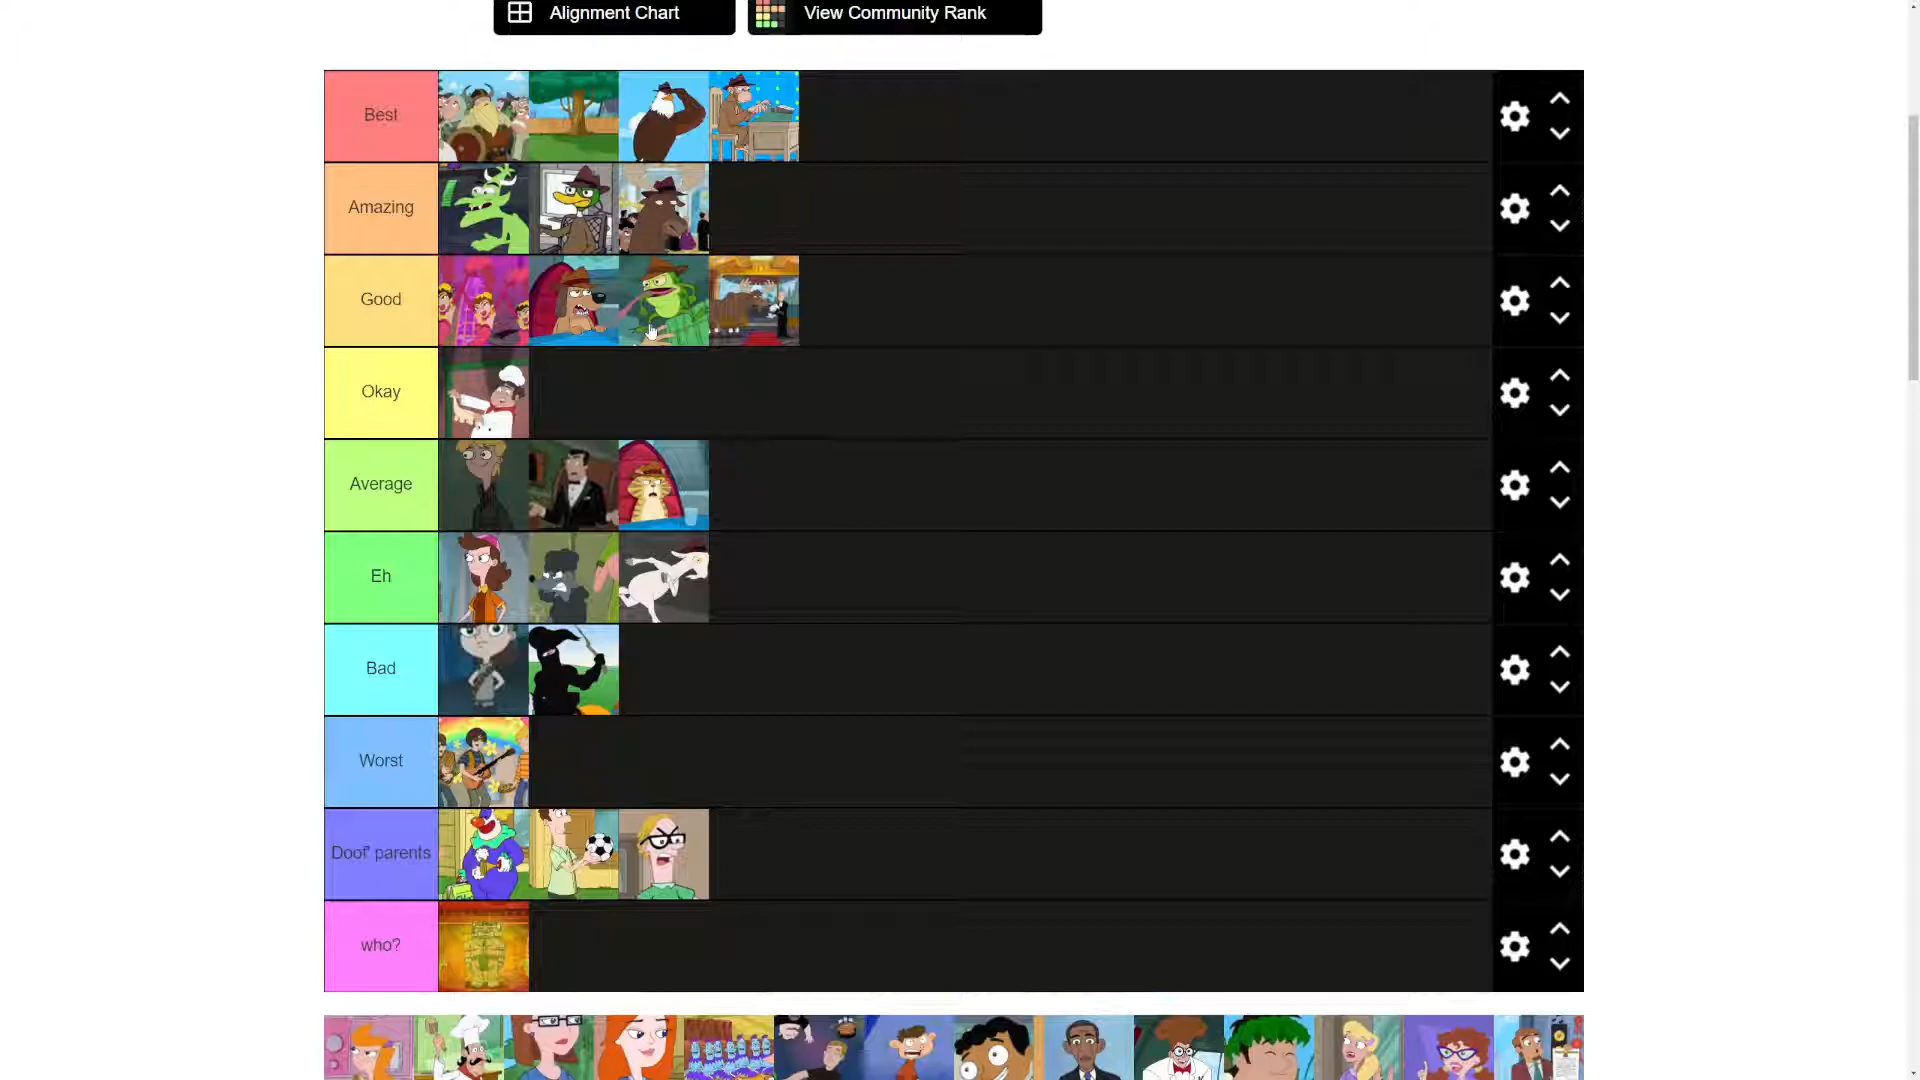 Alignment Chart
View Community Rank
Best
Amazing
Good
Okay
Average
Eh
Bad
Worst
Doof' parents
who?